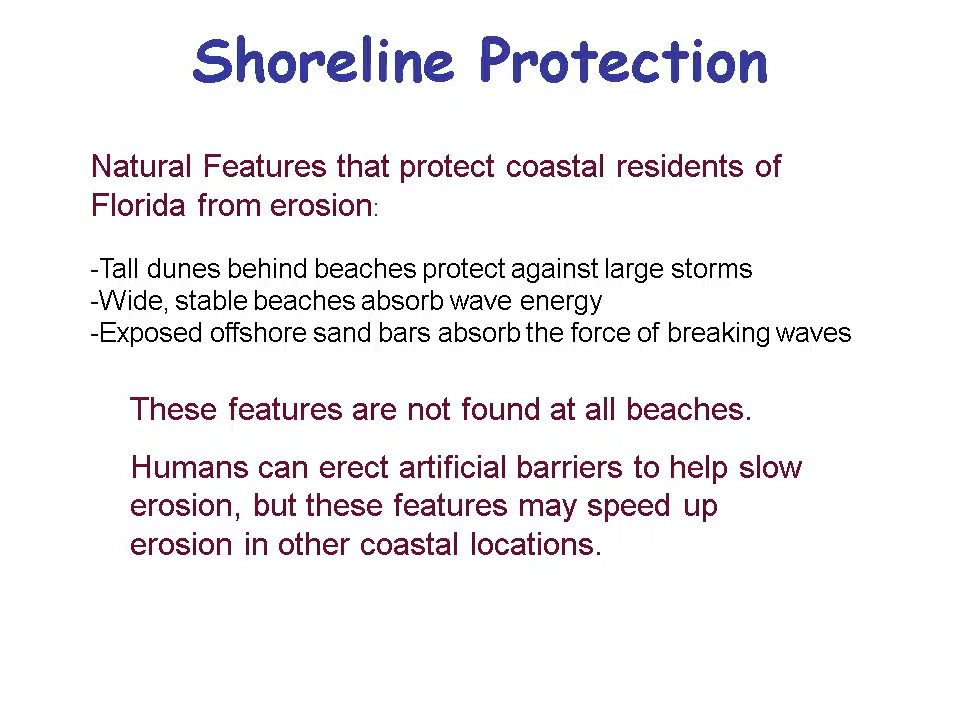 Shoreline Protection
Natural Features that protect coastal residents of
Florida from erosion:
-Tall dunes behind beaches protect against large storms
-Wide, stable beaches absorb wave energy
-Exposed offshore sand bars absorb the force of breaking waves
These features are not found at all beaches.
Humans can erect artificial barriers to help slow
erosion, but these features may speed up
erosion in other coastal locations.